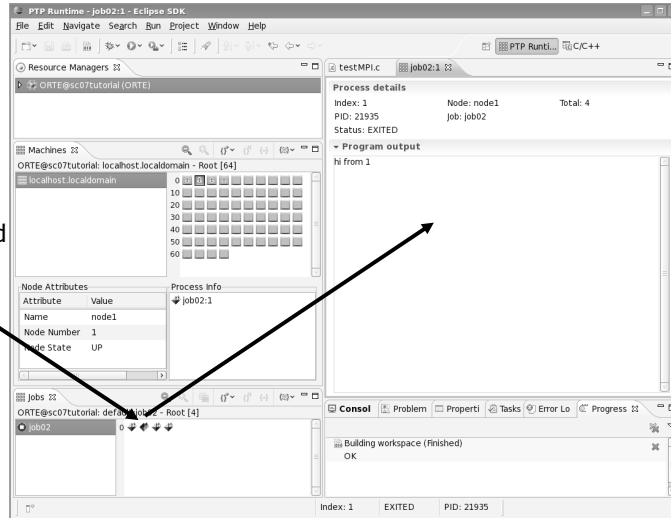 PTP Runtime - job02:1 - Eclipse SDK
File Edit Navigate Search Run Project Window Help
PTP Runti... C/C++
Resource Managers
ORTE@sc07tutorial (ORTE)
Machines
ORTE@sc07tutorial: localhost.localdomain - Root [64]
localhost.localdomain
0
10
20
30
40
50
60
Node Attributes
Attribute Value
Name node1
Node Number 1
Node State UP
Process Info
job02:1
Jobs
ORTE@sc07tutorial: default:job02 - Root [4]
job02
0
testMPI.c job02:1
Process details
Index: 1 Node: node1 Total: 4
PID: 21935 Job: job02
Status: EXITED
Program output
hi from 1
Consol Problem Properti Tasks Error Lo Progress
Building workspace (Finished)
OK
Index: 1 EXITED PID: 21935